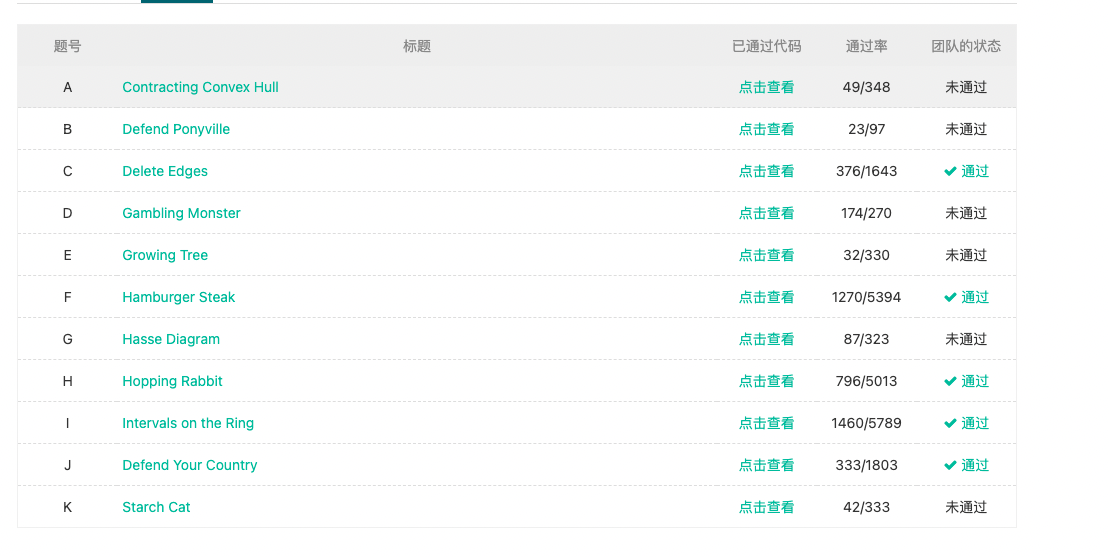 题号 标题 已通过代码 通过率 团队的状态
A Contracting Convex Hull 点击查看 49/348 未通过
B Defend Ponyville 点击查看 23/97 未通过
C Delete Edges 点击查看 376/1643 ✔ 通过
D Gambling Monster 点击查看 174/270 未通过
E Growing Tree 点击查看 32/330 未通过
F Hamburger Steak 点击查看 1270/5394 ✔ 通过
G Hasse Diagram 点击查看 87/323 未通过
H Hopping Rabbit 点击查看 796/5013 ✔ 通过
I Intervals on the Ring 点击查看 1460/5789 ✔ 通过
J Defend Your Country 点击查看 333/1803 ✔ 通过
K Starch Cat 点击查看 42/333 未通过